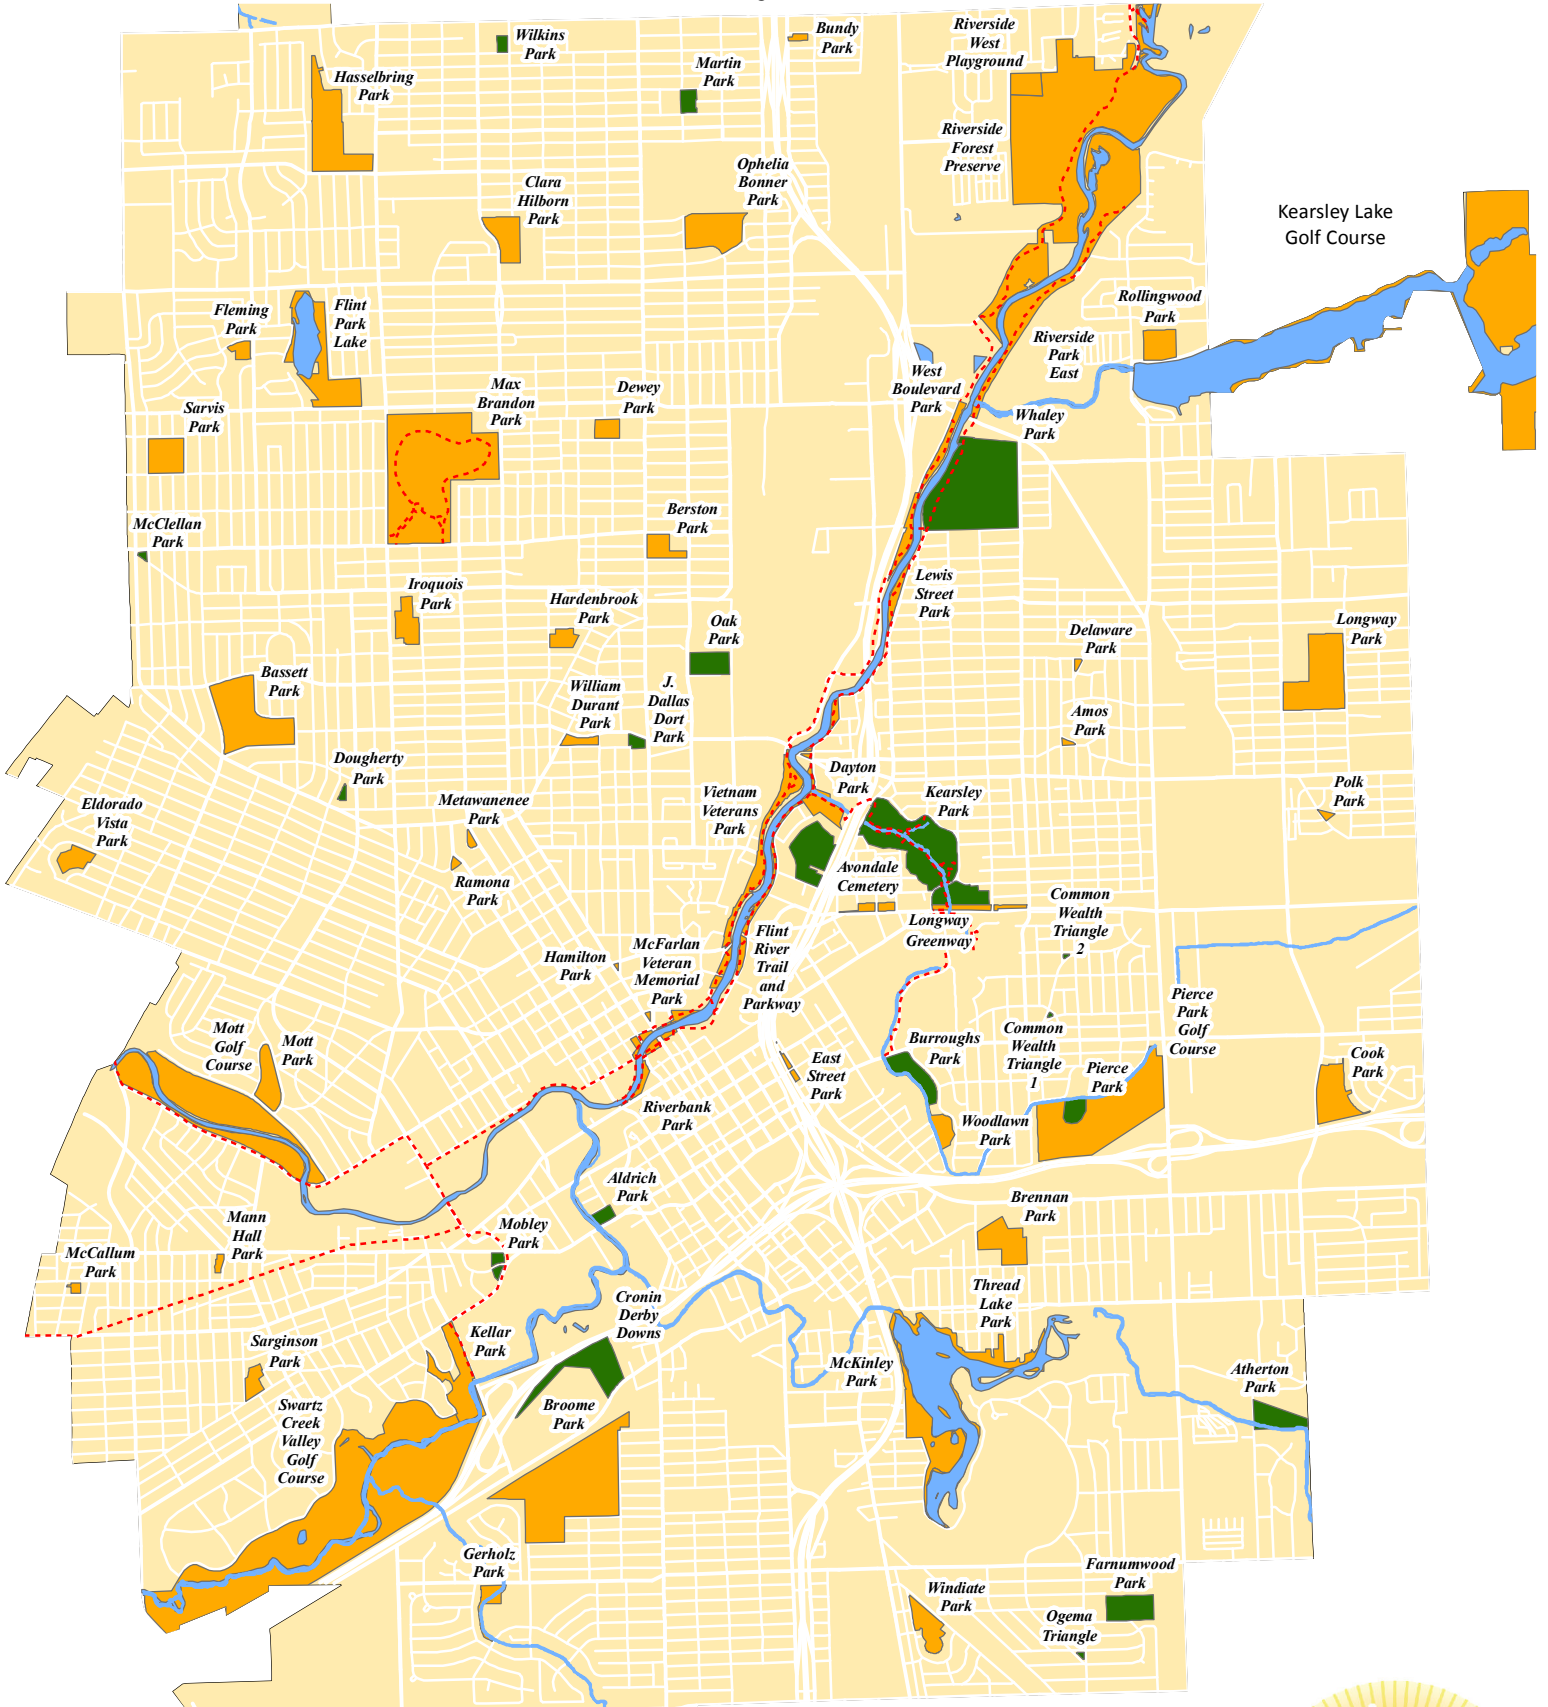 Wilkins
Park
Bundy
Park
Riverside
West
Playground
Hasselbring
Park
Martin
Park
Riverside
Forest
Preserve
Ophelia
Bonner
Park
Clara
Hilborn
Park
Kearsley Lake
Golf Course
Fleming
Park
Flint
Park
Lake
Rollingwood
Park
Riverside
Park
East
West
Boulevard
Park
Max
Brandon
Park
Dewey
Park
Sarvis
Park
Whaley
Park
McClellan
Park
Berston
Park
Iroquois
Park
Hardenbrook
Park
Lewis
Street
Park
Oak
Park
Delaware
Park
Longway
Park
Bassett
Park
William
Durant
Park
J.
Dallas
Dort
Park
Amos
Park
Dougherty
Park
Dayton
Park
Polk
Park
Eldorado
Vista
Park
Metawanenee
Park
Vietnam
Veterans
Park
Kearsley
Park
Ramona
Park
Avondale
Cemetery
Common
Wealth
Triangle
2
Longway
Greenway
Hamilton
Park
McFarlan
Veteran
Memorial
Park
Flint
River
Trail
and
Parkway
Pierce
Park
Golf
Course
Mott
Golf
Course
Mott
Park
Burroughs
Park
Common
Wealth
Triangle
1
East
Street
Park
Pierce
Park
Cook
Park
Riverbank
Park
Woodlawn
Park
Aldrich
Park
Brennan
Park
Mann
Hall
Park
Mobley
Park
McCallum
Park
Thread
Lake
Park
Cronin
Derby
Downs
Sarginson
Park
Kellar
Park
McKinley
Park
Atherton
Park
Swartz
Creek
Valley
Golf
Course
Broome
Park
Gerholz
Park
Farnumwood
Park
Windiate
Park
Ogema
Triangle